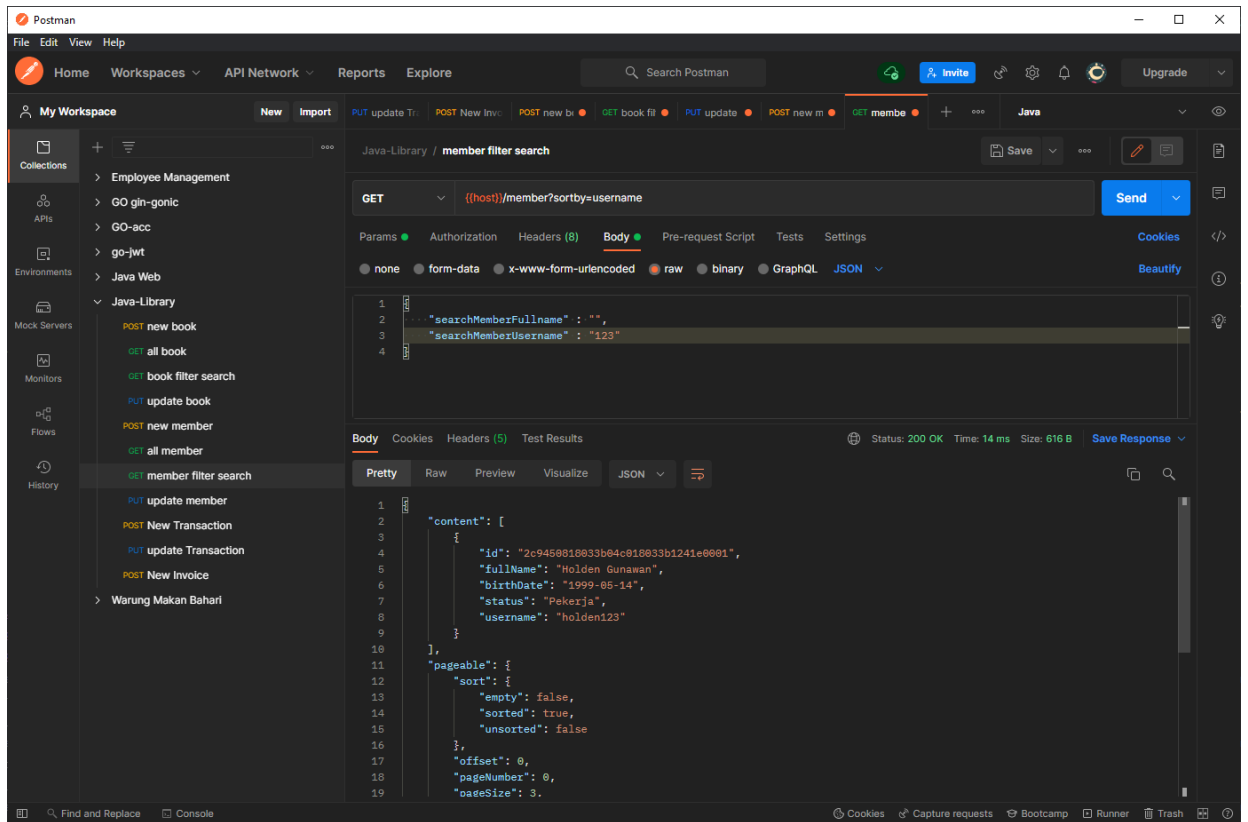 Postman
File Edit View Help
Home Workspaces API Network Reports Explore Search Postman Invite Upgrade
My Workspace New Import PUT update Tr POST New Invo POST new b GET book fil PUT update POST new m GET membe Java
Collections
APIs
Environments
Mock Servers
Monitors
Flows
History
Employee Management
GO gin-gonic
GO-acc
go-jwt
Java Web
Java-Library
POST new book
GET all book
GET book filter search
PUT update book
POST new member
GET all member
GET member filter search
PUT update member
POST New Transaction
PUT update Transaction
POST New Invoice
Warung Makan Bahari
Java-Library / member filter search Save
GET {{host}}/member?sortby=username Send
Params Authorization Headers (8) Body Pre-request Script Tests Settings Cookies
none form-data x-www-form-urlencoded raw binary GraphQL JSON Beautify
1 {
2 "searchMemberFullname" : "",
3 "searchMemberUsername" : "123"
4 }
Body Cookies Headers (5) Test Results Status: 200 OK Time: 14 ms Size: 616 B Save Response
Pretty Raw Preview Visualize JSON
1 {
2 "content": [
3 {
4 "id": "2c9450818033b04c018033b1241e0001",
5 "fullName": "Holden Gunawan",
6 "birthDate": "1999-05-14",
7 "status": "Pekerja",
8 "username": "holden123"
9 }
10 ],
11 "pageable": {
12 "sort": {
13 "empty": false,
14 "sorted": true,
15 "unsorted": false
16 },
17 "offset": 0,
18 "pageNumber": 0,
19 "pageSize": 3,
Find and Replace Console Cookies Capture requests Bootcamp Runner Trash